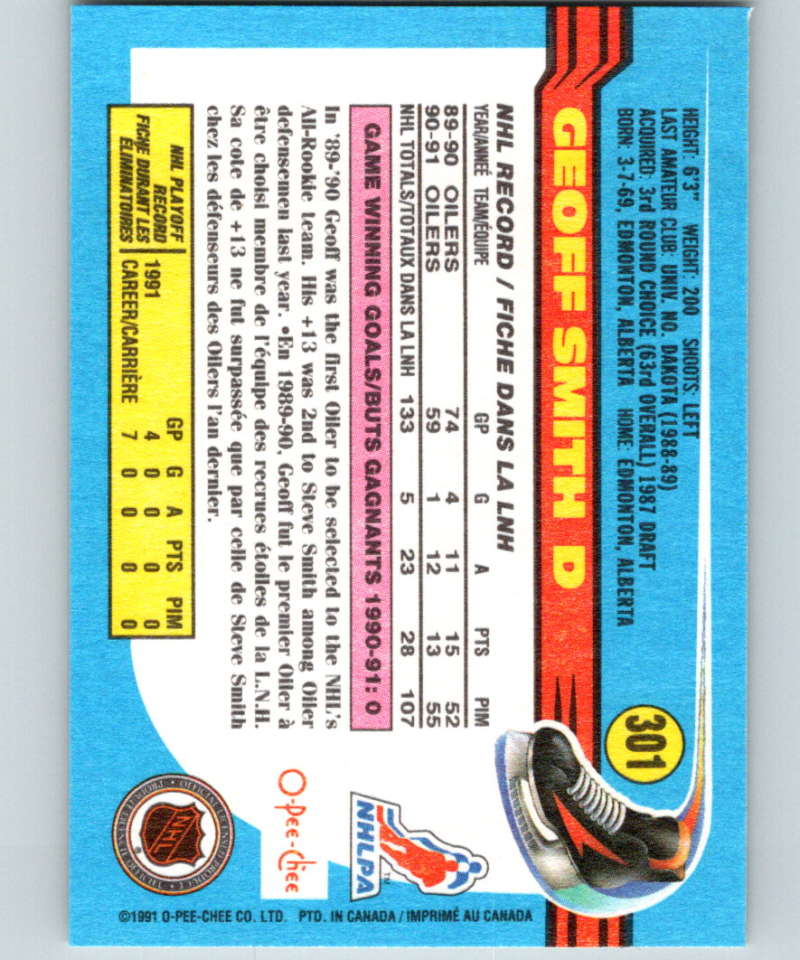 301
HEIGHT: 6'3" WEIGHT: 200 SHOOTS: LEFT
LAST AMATEUR CLUB: UNIV. NO. DAKOTA (1988-89)
ACQUIRED: 3rd ROUND CHOICE (63rd OVERALL) 1987 DRAFT
BORN: 3-7-69, EDMONTON, ALBERTA HOME: EDMONTON, ALBERTA
GEOFF SMITH D
NHL RECORD / FICHE DANS LA LNH
YEAR/ANNÉE TEAM/ÉQUIPE GP G A PTS PIM
89-90 OILERS 74 4 11 15 52
90-91 OILERS 59 1 12 13 55
NHL TOTALS/TOTAUX DANS LA LNH 133 5 23 28 107
GAME WINNING GOALS/BUTS GAGNANTS 1990-91: 0
In '89-'90 Geoff was the first Oiler to be selected to the NHL's
All-Rookie team. His +13 was 2nd to Steve Smith among Oiler
defensemen last year. •En 1989-90, Geoff fut le premier Oiler à
être choisi membre de l'équipe des recrues étoiles de la L.N.H.
Sa cote de +13 ne fut surpassée que par celle de Steve Smith
chez les défenseurs des Oilers l'an dernier.
NHL PLAYOFF
RECORD
FICHE DURANT LES
ÉLIMINATOIRES
GP G A PTS PIM
1991 4 0 0 0 0
CAREER/CARRIÈRE 7 0 0 0 0
NHLPA
TM
O-Pee-Chee
NHL
©1991 O-PEE-CHEE CO. LTD. PTD. IN CANADA / IMPRIMÉ AU CANADA